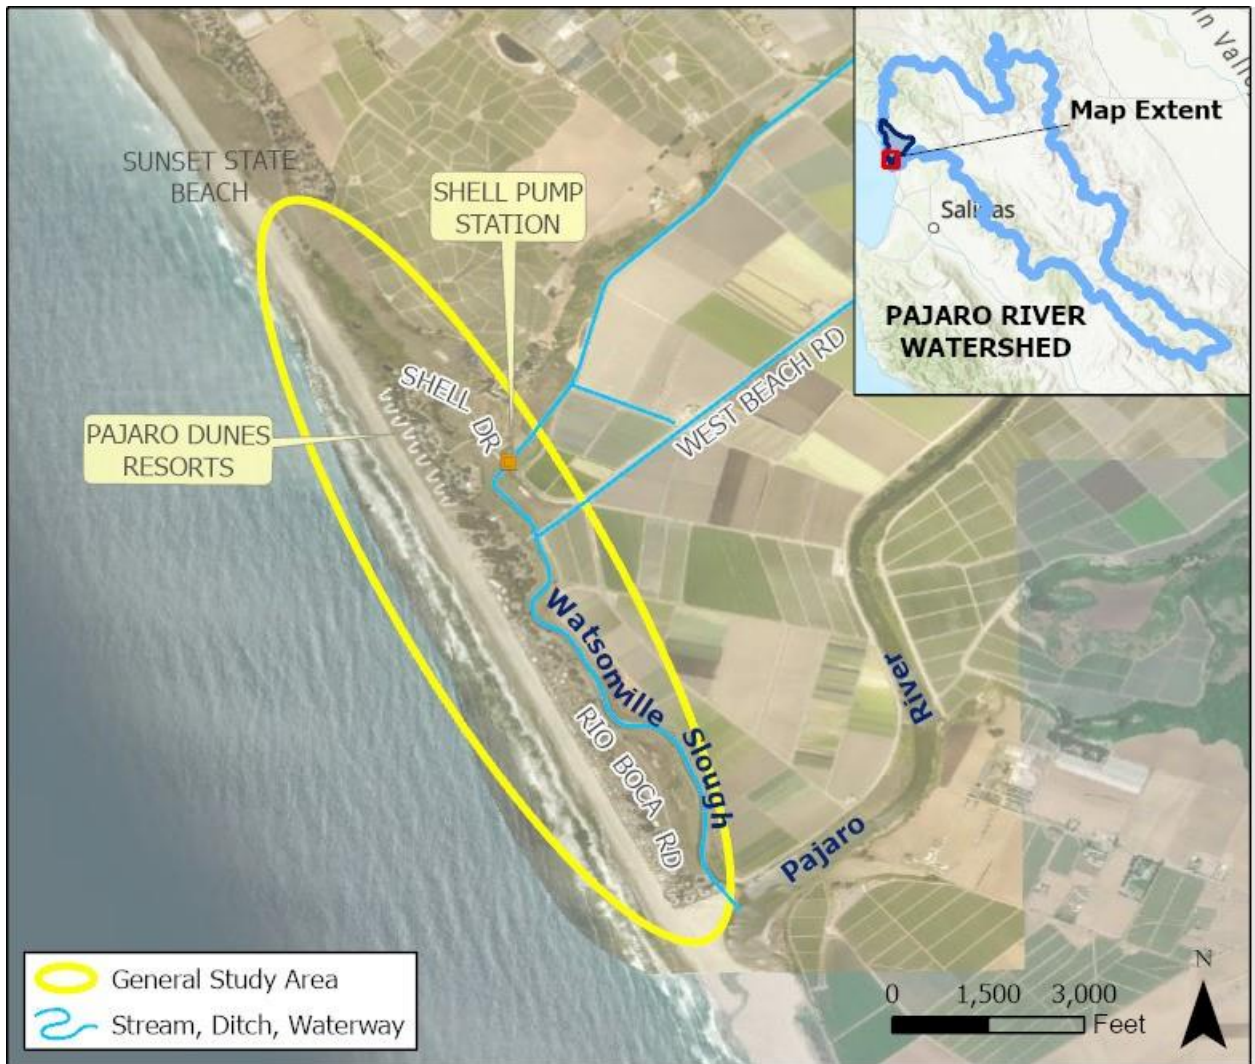 SUNSET STATE
BEACH
SHELL PUMP
STATION
SHELL DR
PAJARO DUNES
RESORTS
WEST BEACH RD
Watsonville Slough
RIO BOCA RD
Pajaro River
n Valle
Map Extent
Salinas
PAJARO RIVER
WATERSHED
General Study Area
Stream, Ditch, Waterway
N
0 1,500 3,000
Feet